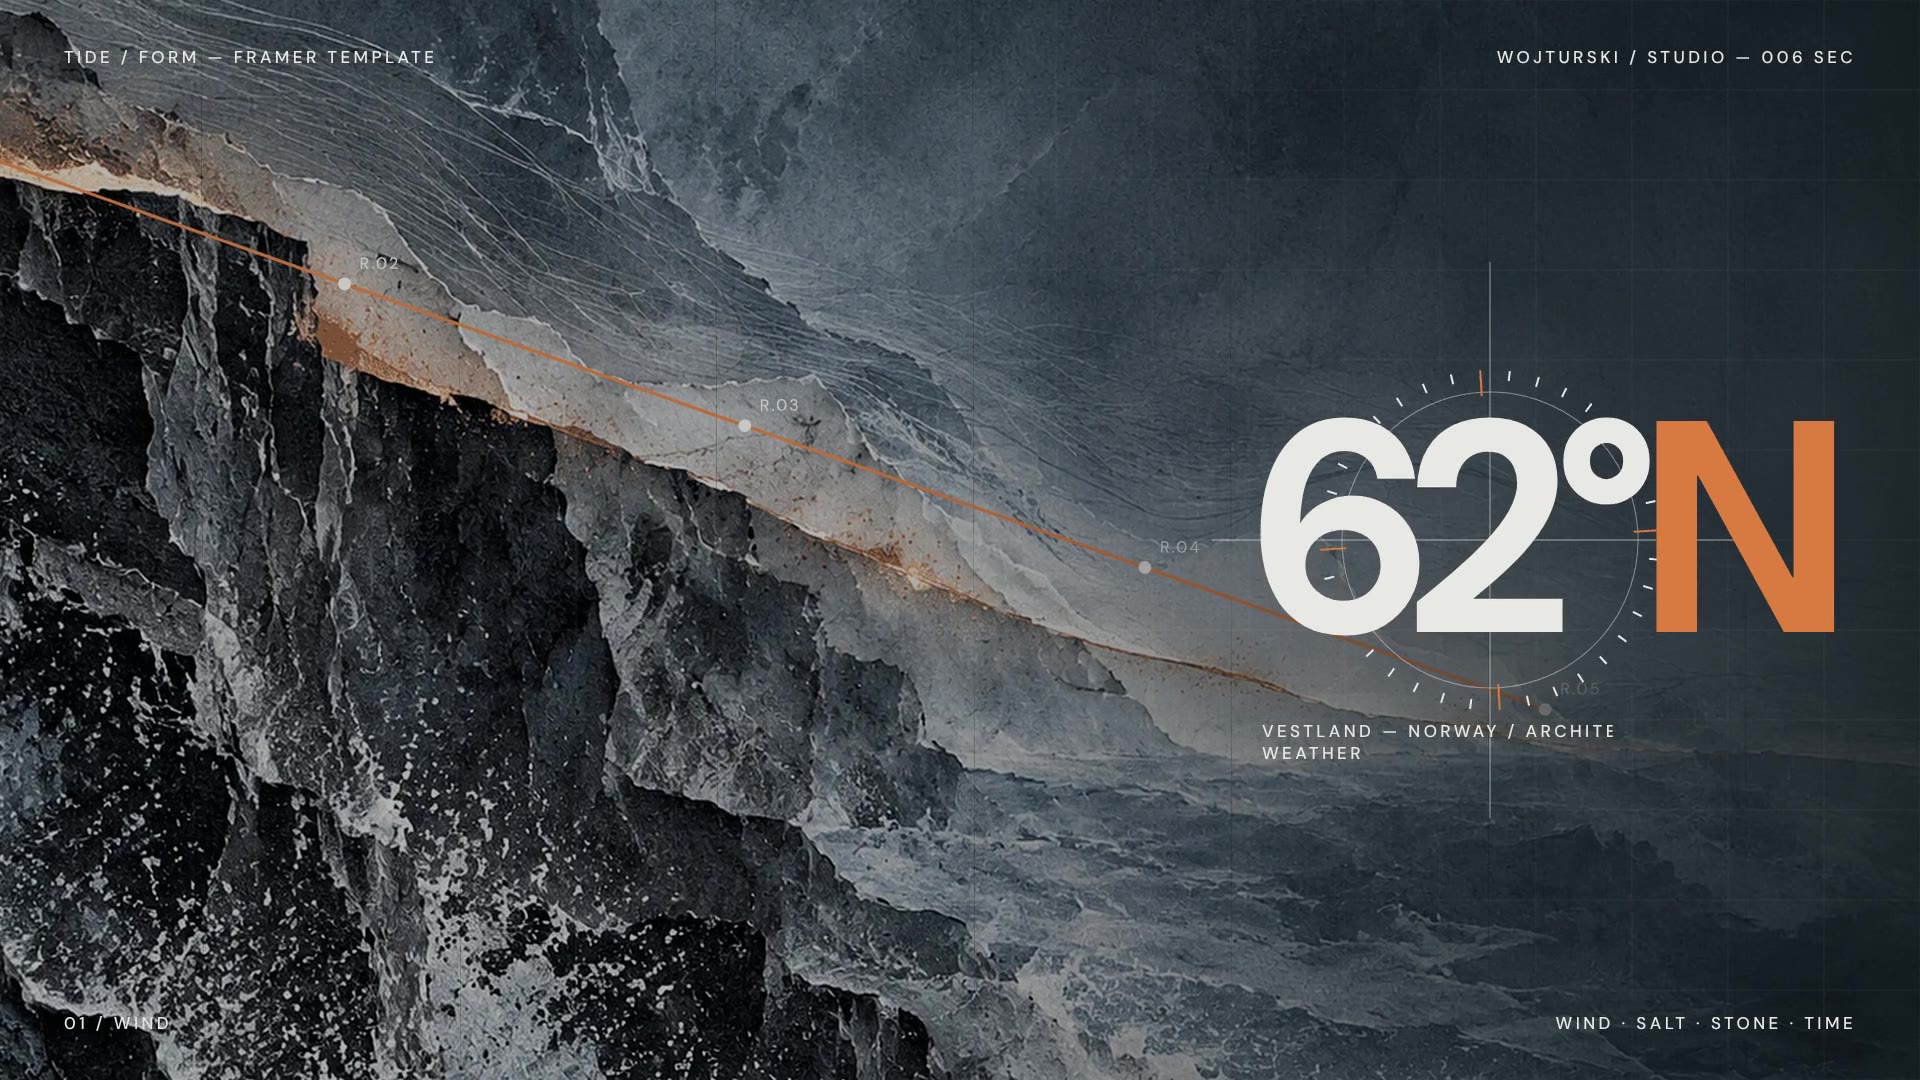 TIDE / FORM — FRAMER TEMPLATE
WOJTURSKI / STUDIO — 006 SEC
R.02
R.03
R.04
62°N
R.05
VESTLAND — NORWAY / ARCHITE
WEATHER
01 / WIND
WIND · SALT · STONE · TIME